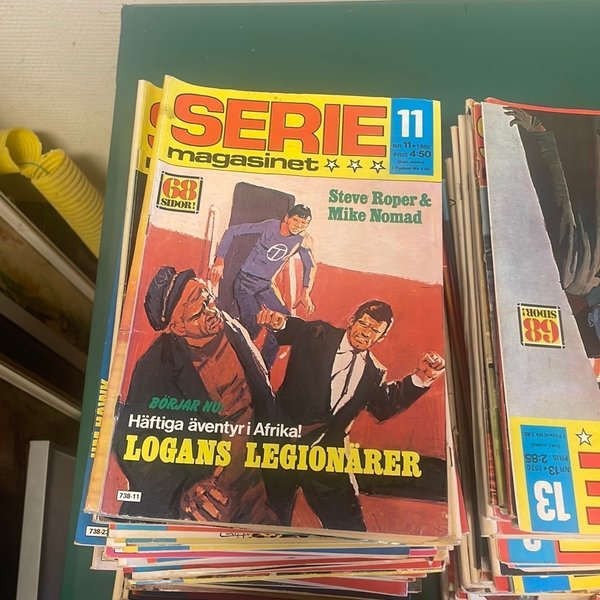 SERIE
magasinet
11
NR 11 • 1980
PRIS 4:50
68
SIDOR!
Steve Roper &
Mike Nomad
BÖRJAR NU!
Häftiga äventyr i Afrika!
LOGANS LEGIONÄRER
738-11
68
SIDOR!
13
NR 13 • 1978
PRIS 2:85